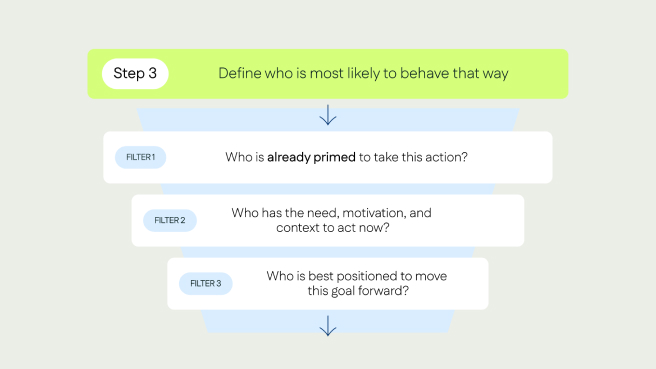 Step 3
Define who is most likely to behave that way
FILTER 1
Who is already primed to take this action?
FILTER 2
Who has the need, motivation, and
context to act now?
FILTER 3
Who is best positioned to move
this goal forward?